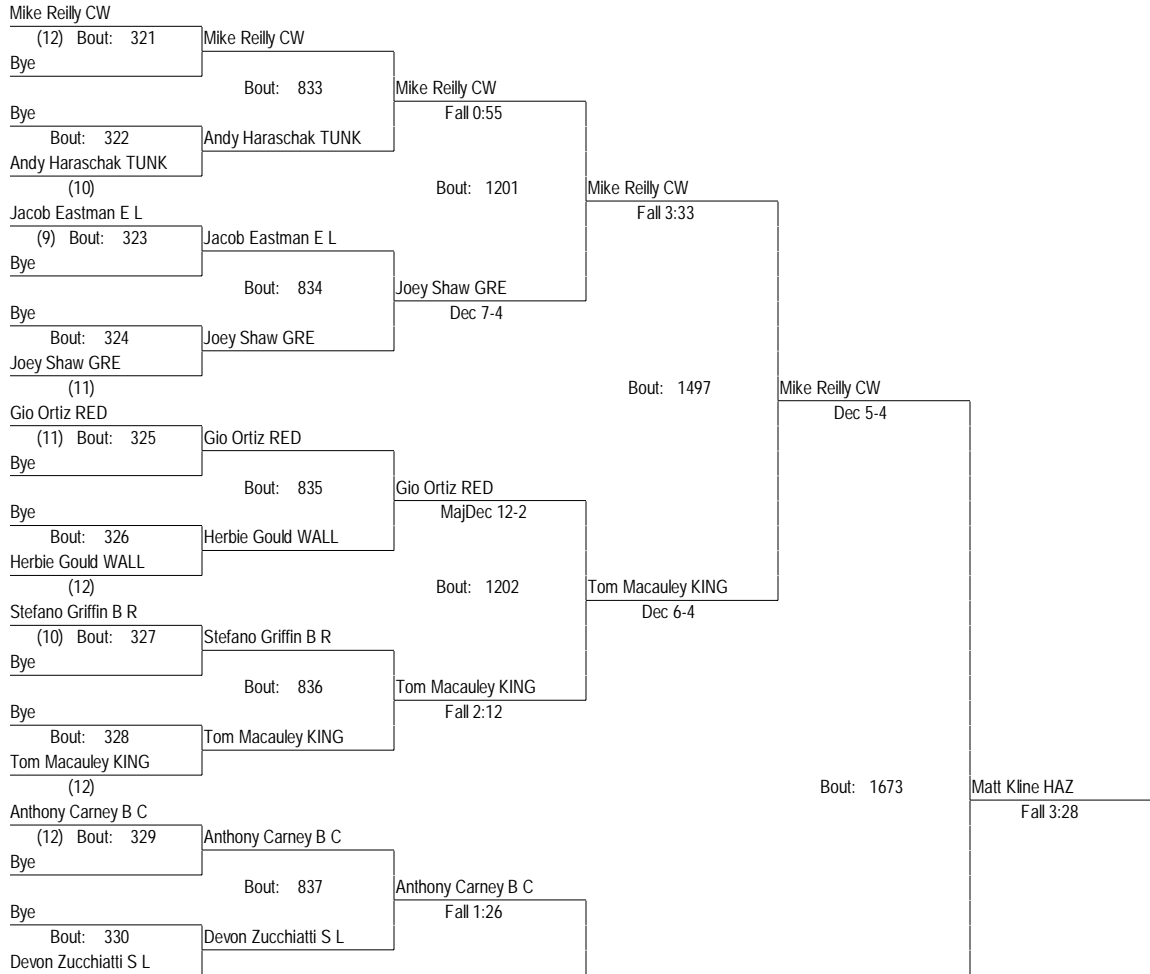 Mike Reilly CW
(12) Bout: 321 Mike Reilly CW
Bye
Bout: 833 Mike Reilly CW
Bye Fall 0:55
Bout: 322 Andy Haraschak TUNK
Andy Haraschak TUNK
(10) Bout: 1201 Mike Reilly CW
Jacob Eastman E L Fall 3:33
(9) Bout: 323 Jacob Eastman E L
Bye
Bout: 834 Joey Shaw GRE
Bye Dec 7-4
Bout: 324 Joey Shaw GRE
Joey Shaw GRE
(11) Bout: 1497 Mike Reilly CW
Gio Ortiz RED Dec 5-4
(11) Bout: 325 Gio Ortiz RED
Bye
Bout: 835 Gio Ortiz RED
Bye MajDec 12-2
Bout: 326 Herbie Gould WALL
Herbie Gould WALL
(12) Bout: 1202 Tom Macauley KING
Stefano Griffin B R Dec 6-4
(10) Bout: 327 Stefano Griffin B R
Bye
Bout: 836 Tom Macauley KING
Bye Fall 2:12
Bout: 328 Tom Macauley KING
Tom Macauley KING
(12) Bout: 1673 Matt Kline HAZ
Anthony Carney B C Fall 3:28
(12) Bout: 329 Anthony Carney B C
Bye
Bout: 837 Anthony Carney B C
Bye Fall 1:26
Bout: 330 Devon Zucchiatti S L
Devon Zucchiatti S L